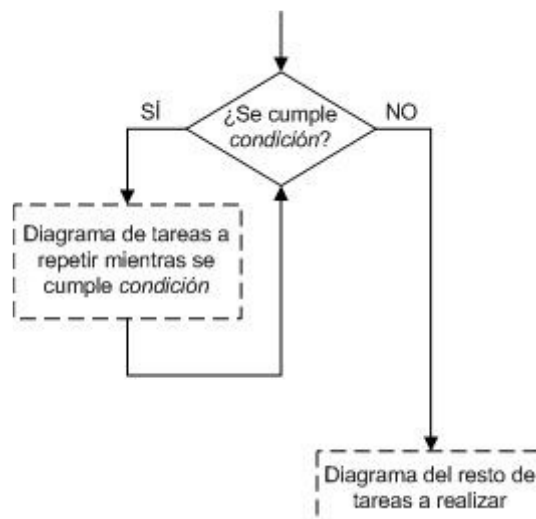 ¿Se cumple
condición?
SÍ
NO
Diagrama de tareas a
repetir mientras se
cumple condición
Diagrama del resto de
tareas a realizar